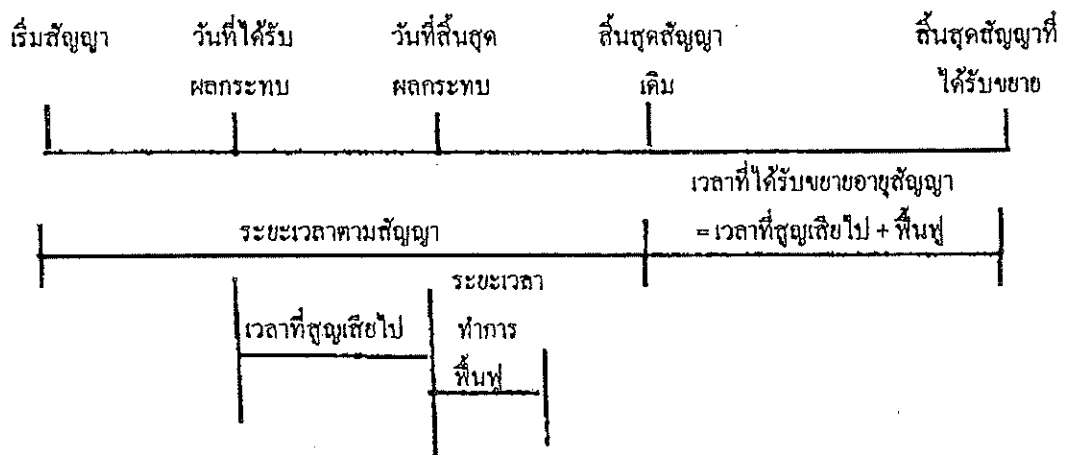 เริ่มสัญญา วันที่ได้รับ วันที่สิ้นสุด สิ้นสุดสัญญา สิ้นสุดสัญญาที่
ผลกระทบ ผลกระทบ เดิม ได้รับขยาย
เวลาที่ได้รับขยายอายุสัญญา
ระยะเวลาตามสัญญา = เวลาที่สูญเสียไป + ฟื้นฟู
ระยะเวลา
เวลาที่สูญเสียไป ทำการ
ฟื้นฟู